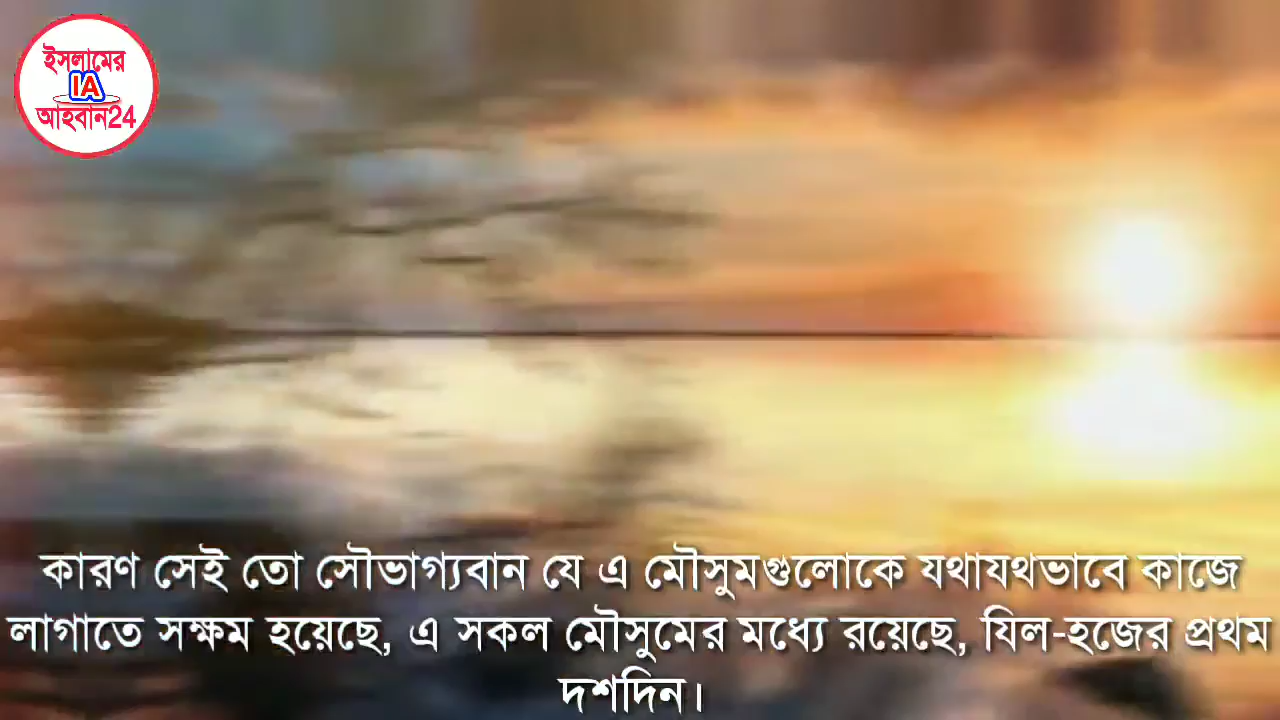 ইসলামের
IA
আহবান24
কারণ সেই তো সৌভাগ্যবান যে এ মৌসুমগুলোকে যথাযথভাবে কাজে
লাগাতে সক্ষম হয়েছে, এ সকল মৌসুমের মধ্যে রয়েছে, যিল-হজের প্রথম
দশদিন।